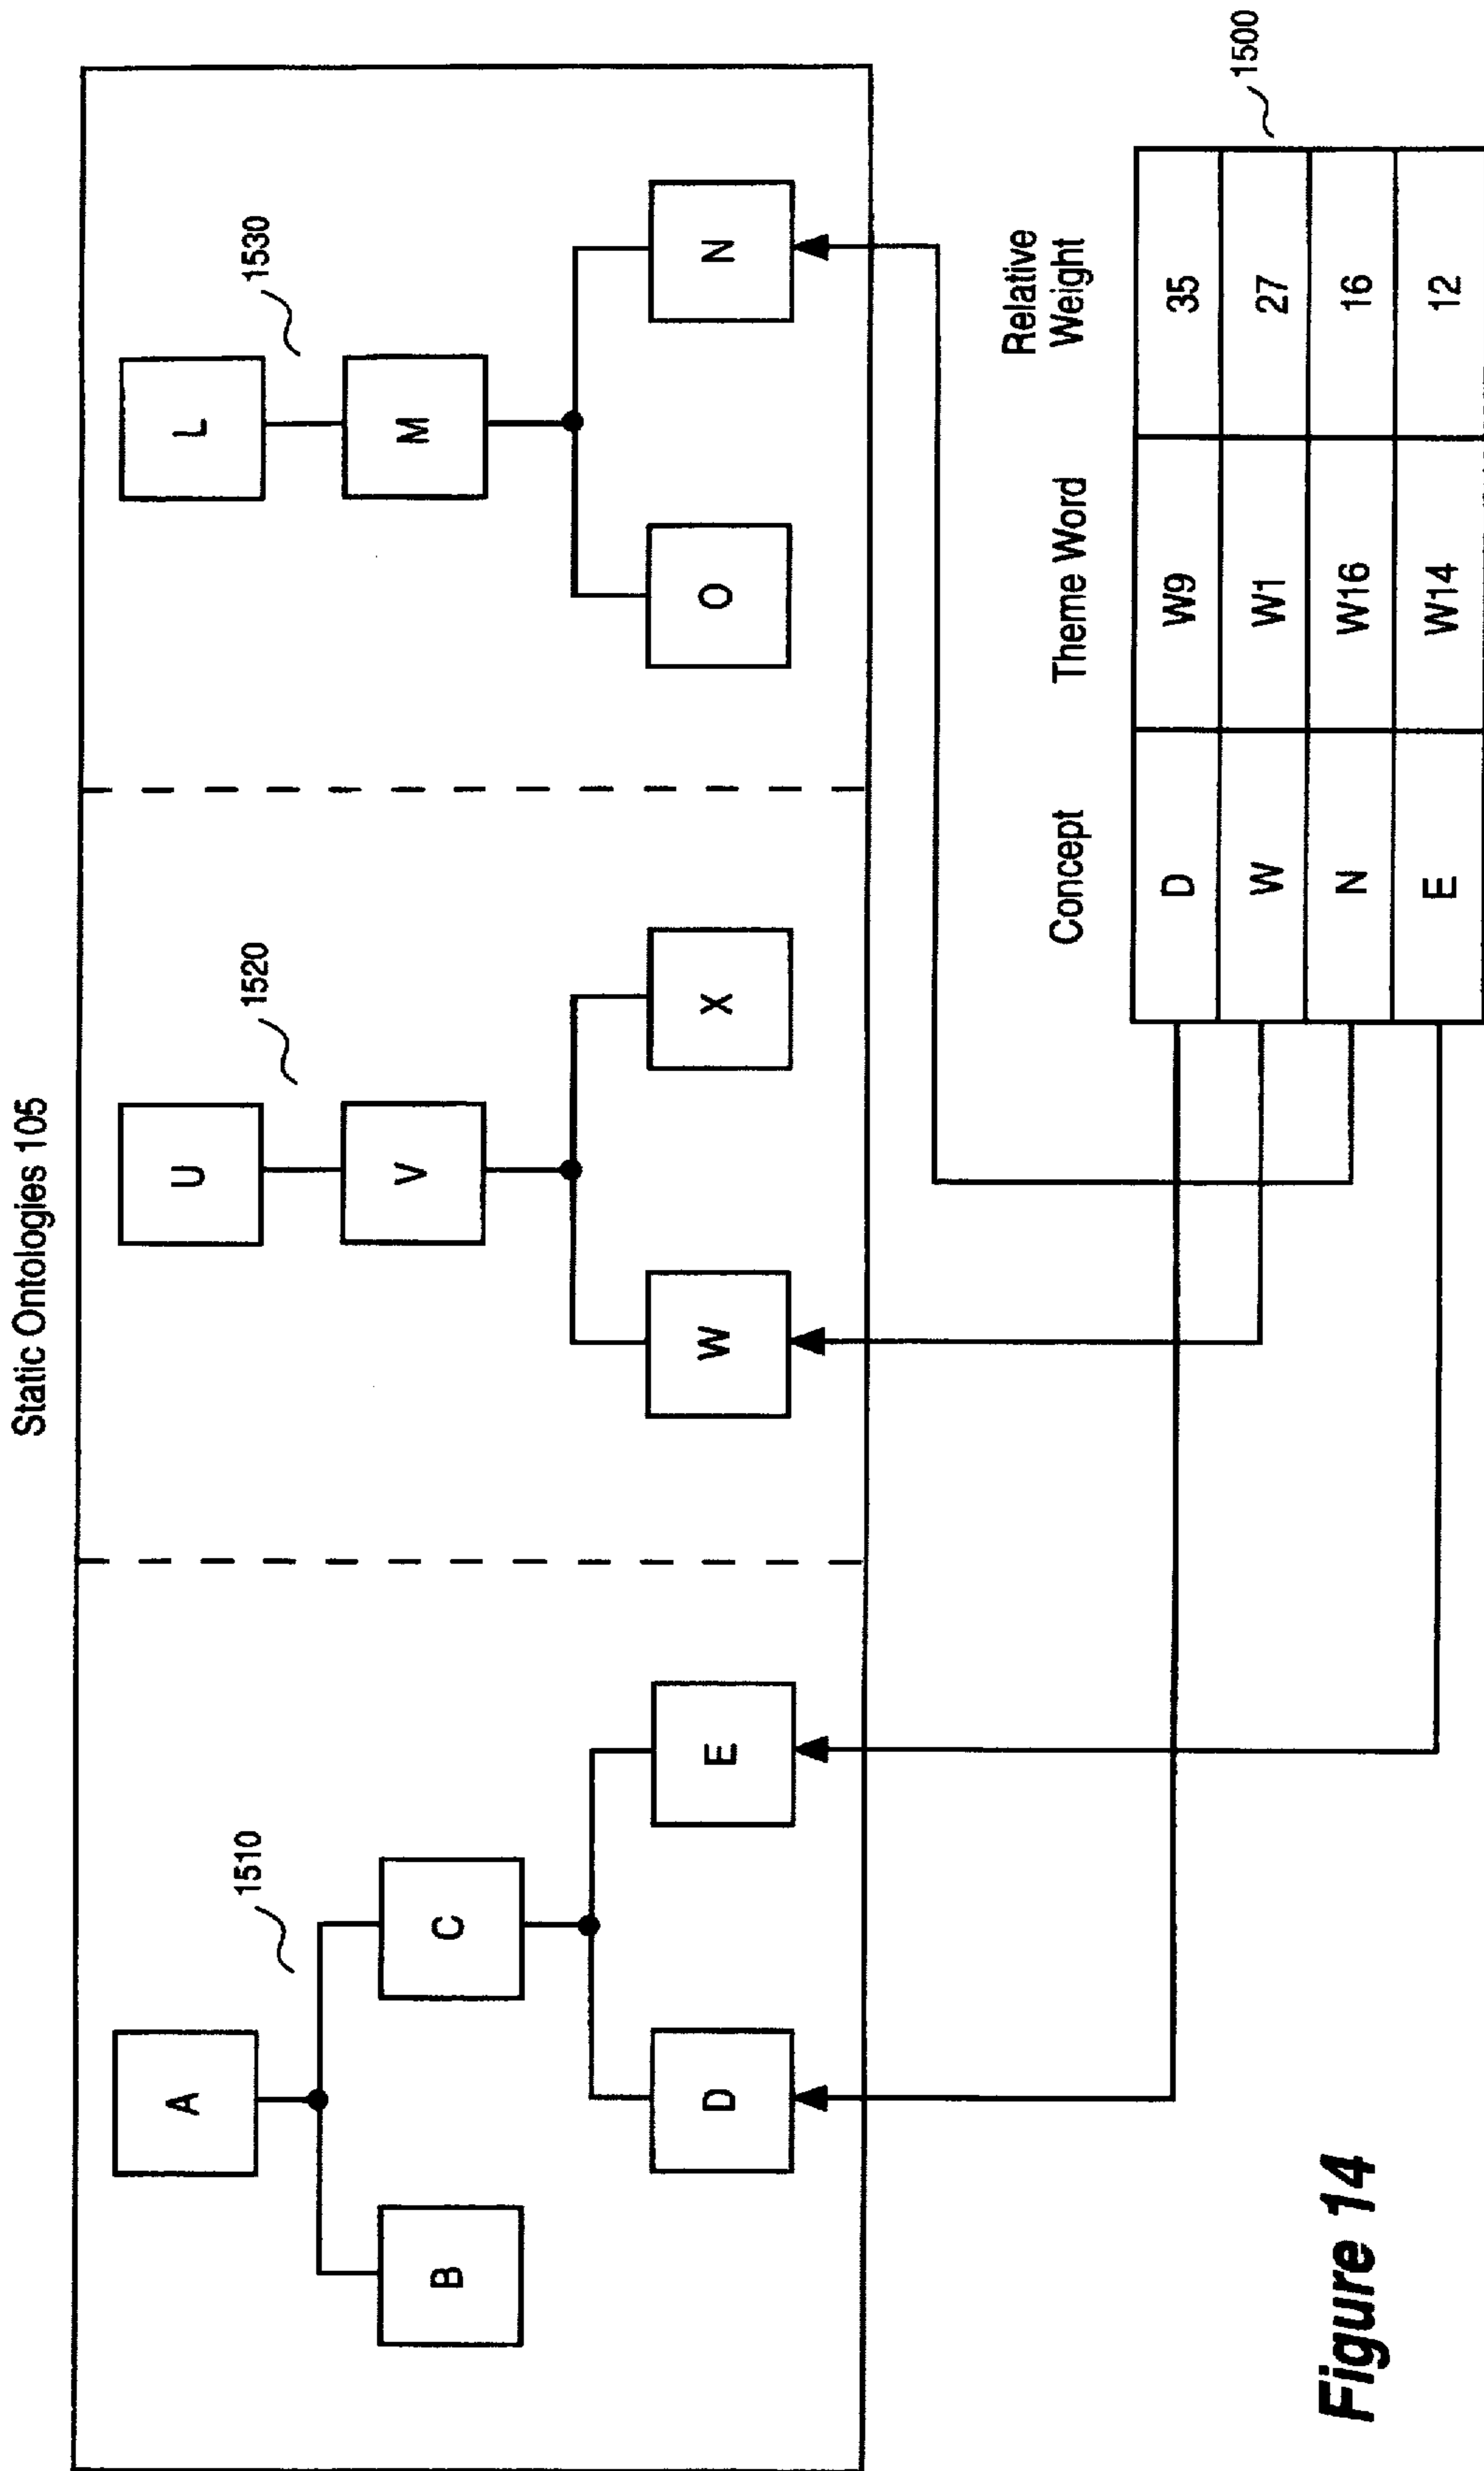 Static Ontologies 105
1510
1520
1530
A
U
L
B
C
V
M
D
E
W
X
O
N
Concept Theme Word Relative Weight
1500
D W9 35
W W1 27
N W16 16
E W14 12
Figure 14